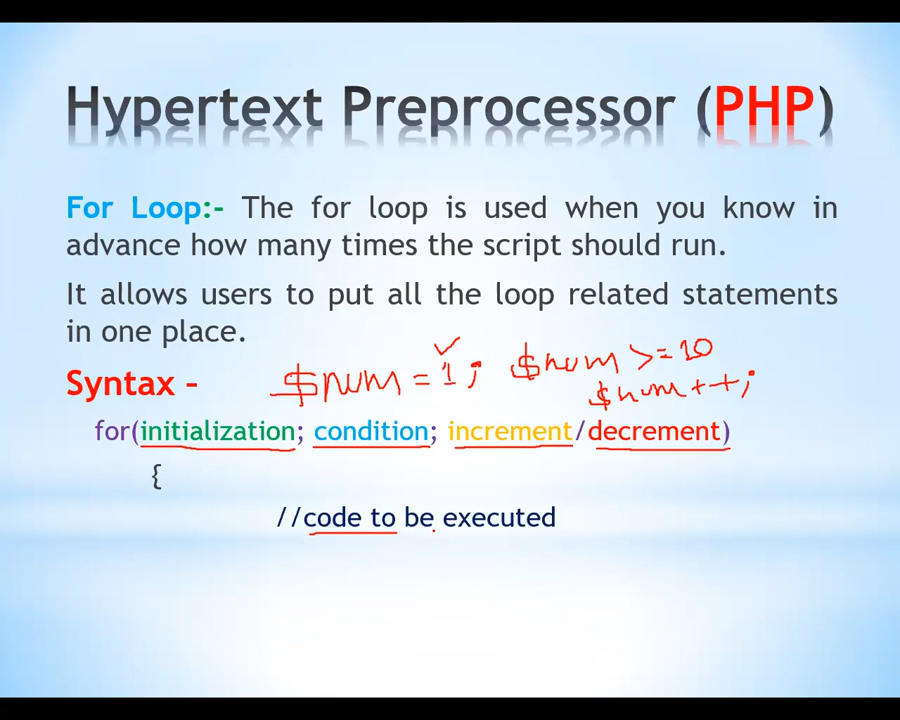 Hypertext Preprocessor (PHP)
For Loop:- The for loop is used when you know in
advance how many times the script should run.
It allows users to put all the loop related statements
in one place.
$num = 1; $num >= 10
$num++;
Syntax -
for(initialization; condition; increment/decrement)
{
//code to be executed